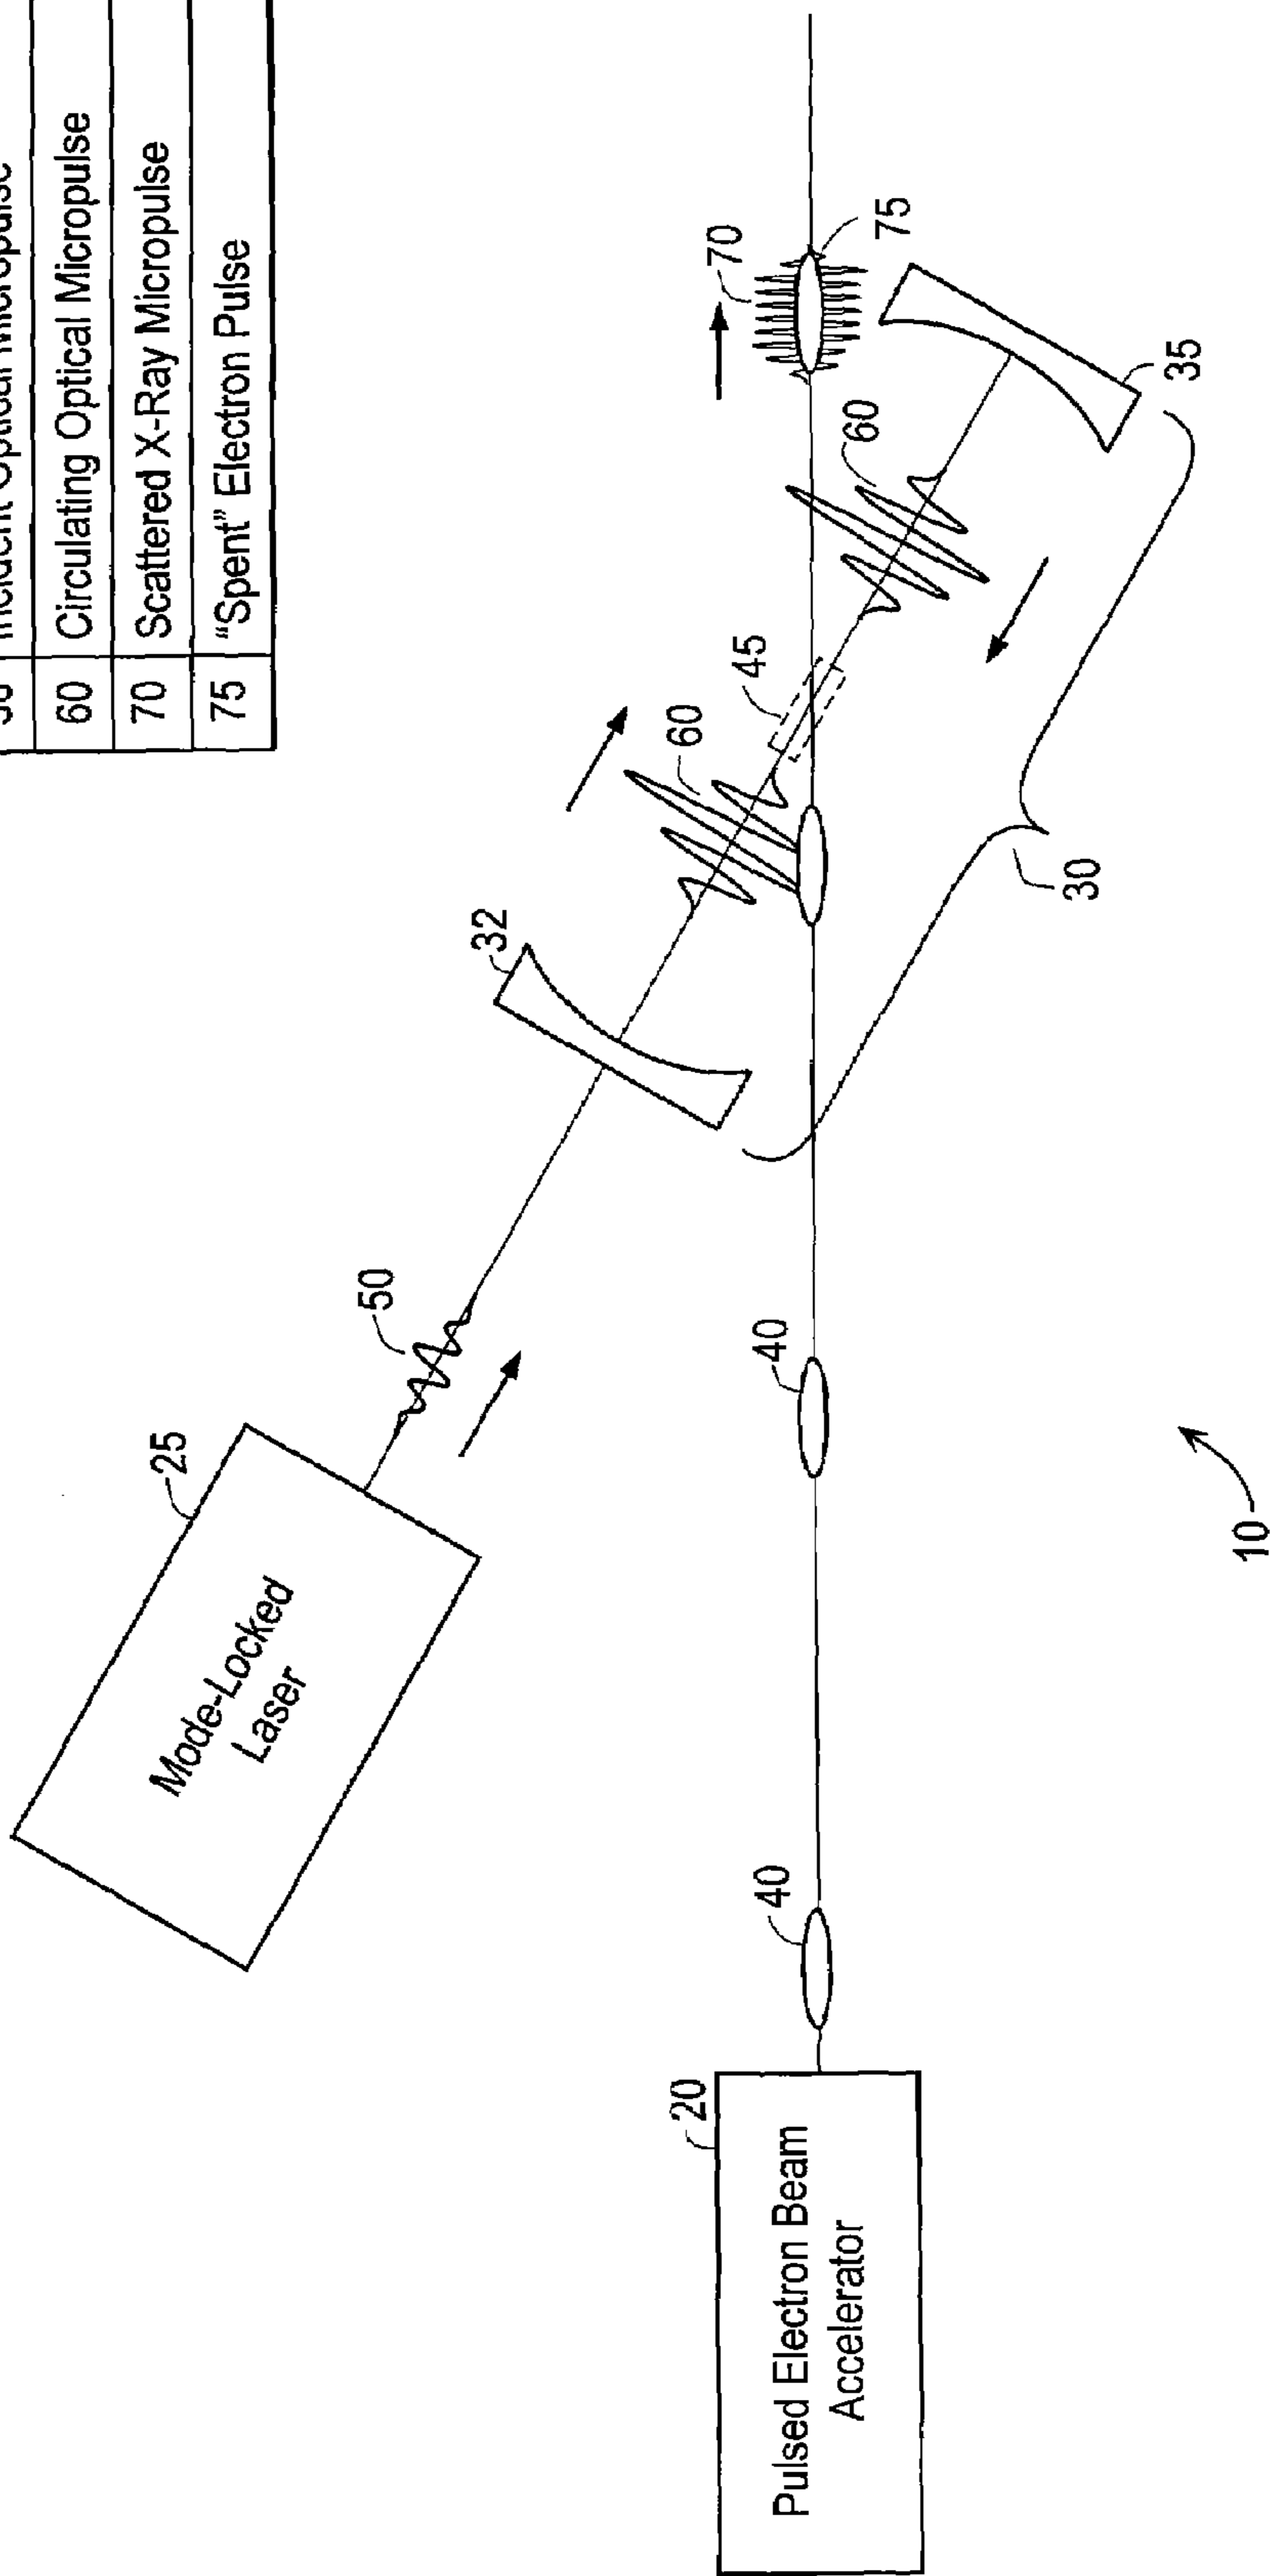 Optical Micropulse
60 Circulating Optical Micropulse
70 Scattered X-Ray Micropulse
75 "Spent" Electron Pulse
25
Mode-Locked
Laser
50
32
60
45
60
70
75
35
30
40
40
20
Pulsed Electron Beam
Accelerator
10